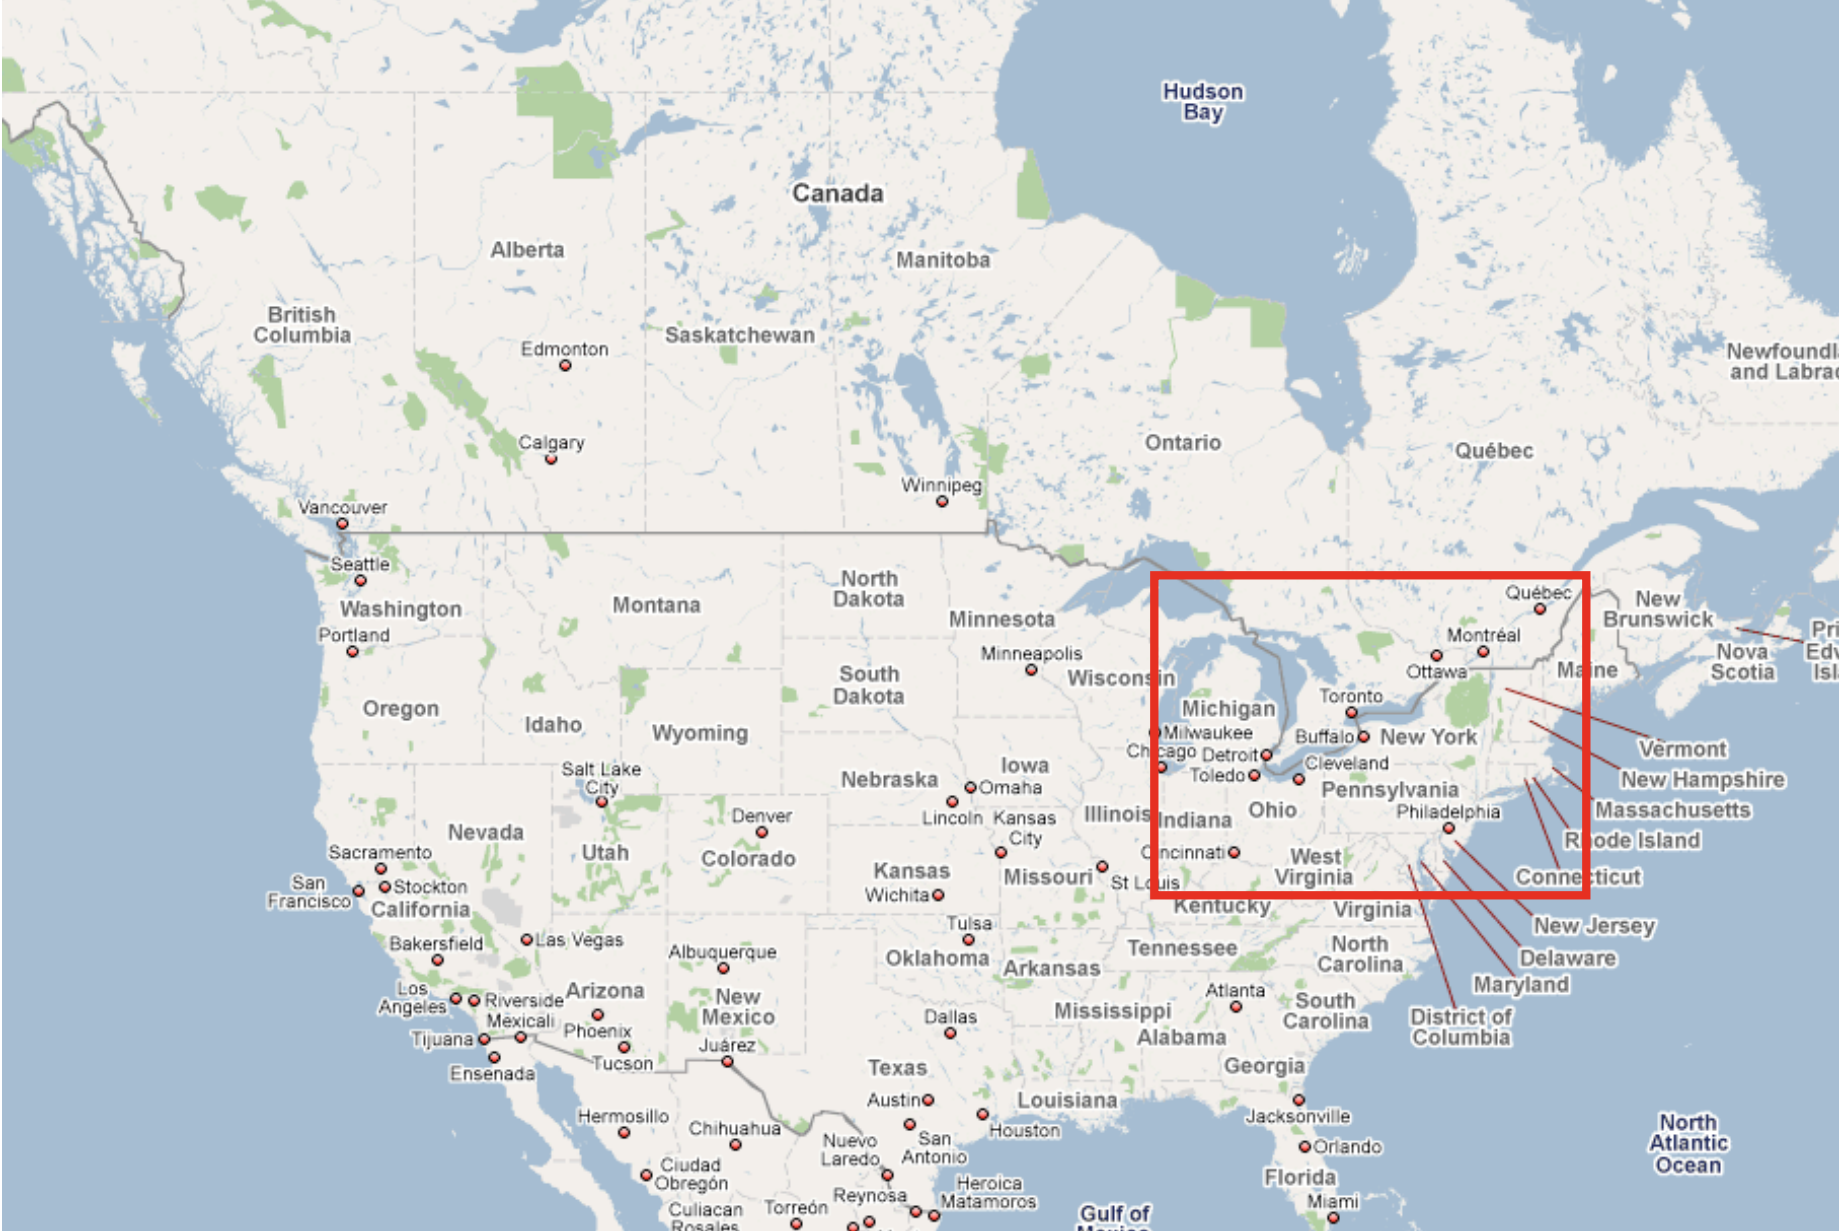 Hudson
Bay
Canada
Alberta
Manitoba
British
Columbia
Saskatchewan
Edmonton
Newfoundl
and Labrad
Calgary
Ontario
Québec
Winnipeg
Vancouver
Seattle
Washington
Portland
Montana
North
Dakota
Minnesota
Minneapolis
Wisconsin
Québec
Montréal
Ottawa
New
Brunswick
Maine
Nova
Scotia
Pri
Edv
Isl
Oregon
Idaho
Wyoming
South
Dakota
Michigan
Toronto
Milwaukee
Buffalo
New York
Vermont
Chicago
Detroit
Toledo
Cleveland
New Hampshire
Salt Lake
City
Nebraska
Iowa
Omaha
Lincoln
Kansas
City
Pennsylvania
Philadelphia
Massachusetts
Illinois
Indiana
Ohio
Rhode Island
Nevada
Utah
Denver
Colorado
Sacramento
Stockton
San
Francisco
California
Kansas
Wichita
Missouri
St Louis
Cincinnati
West
Virginia
Connecticut
Kentucky
Virginia
New Jersey
Bakersfield
Las Vegas
Albuquerque
Tulsa
Oklahoma
Arkansas
Tennessee
North
Carolina
Delaware
Maryland
Los
Angeles
Riverside
Arizona
Phoenix
New
Mexico
Dallas
Mississippi
Alabama
Atlanta
South
Carolina
District of
Columbia
Tijuana
Mexicali
Ensenada
Tucson
Juárez
Texas
Georgia
Austin
Louisiana
Houston
San
Antonio
Jacksonville
Orlando
Florida
Miami
North
Atlantic
Ocean
Hermosillo
Chihuahua
Nuevo
Laredo
Ciudad
Obregón
Culiacan
Rosales
Torreón
Reynosa
Heroica
Matamoros
Gulf of
Mexico